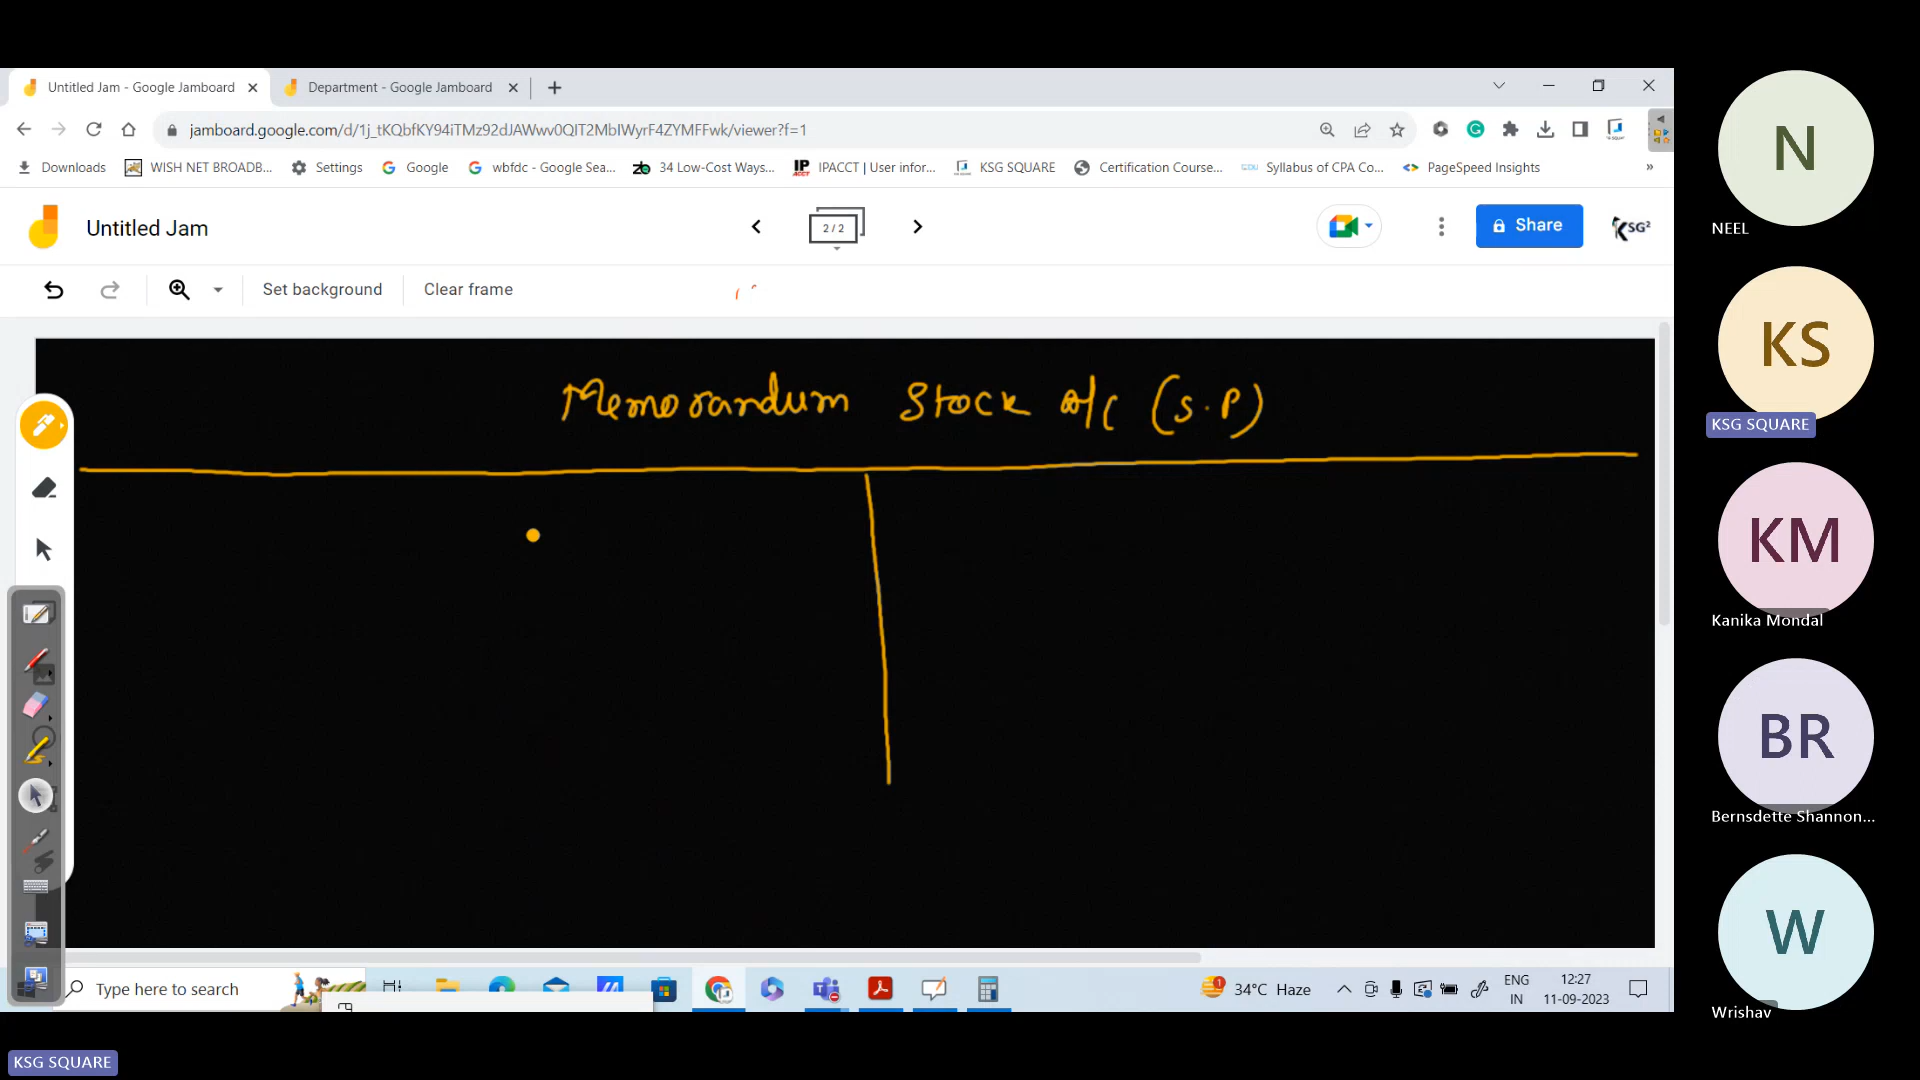 Untitled Jam - Google Jamboard
Department - Google Jamboard
jamboard.google.com/d/1j_tKQbfKY94iTMz92dJAWwv0QIT2MbIWyrF4ZYMFFwk/viewer?f=1
Downloads
WISH NET BROADB...
Settings
Google
wbfdc - Google Sea...
34 Low-Cost Ways...
IPACCT | User infor...
KSG SQUARE
Certification Course...
Syllabus of CPA Co...
PageSpeed Insights
»
Untitled Jam
2 / 2
Share
KSG²
Set background
Clear frame
Memorandum Stock A/C (S.P)
Type here to search
34°C Haze
ENG
IN
12:27
11-09-2023
N
NEEL
KS
KSG SQUARE
KM
Kanika Mondal
BR
Bernsdette Shannon...
W
Wrishav
KSG SQUARE